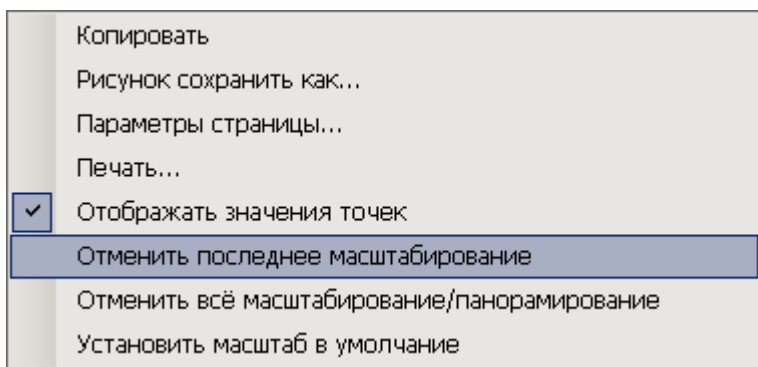 Копировать
Рисунок сохранить как...
Параметры страницы...
Печать...
Отображать значения точек
Отменить последнее масштабирование
Отменить всё масштабирование/панорамирование
Установить масштаб в умолчание